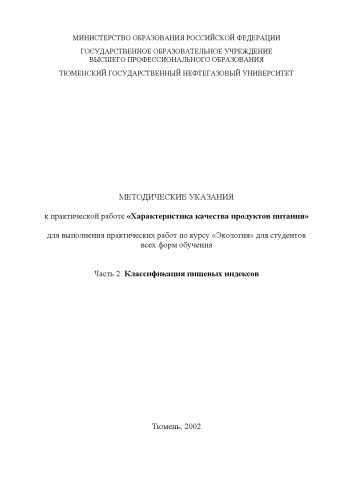 МИНИСТЕРСТВО ОБРАЗОВАНИЯ РОССИЙСКОЙ ФЕДЕРАЦИИ
ГОСУДАРСТВЕННОЕ ОБРАЗОВАТЕЛЬНОЕ УЧРЕЖДЕНИЕ
ВЫСШЕГО ПРОФЕССИОНАЛЬНОГО ОБРАЗОВАНИЯ
ТЮМЕНСКИЙ ГОСУДАРСТВЕННЫЙ НЕФТЕГАЗОВЫЙ УНИВЕРСИТЕТ
МЕТОДИЧЕСКИЕ УКАЗАНИЯ
к практической работе «Характеристика качества продуктов питания»
для выполнения практических работ по курсу «Экология» для студентов
всех форм обучения
Часть 2. Классификация пищевых индексов
Тюмень, 2002